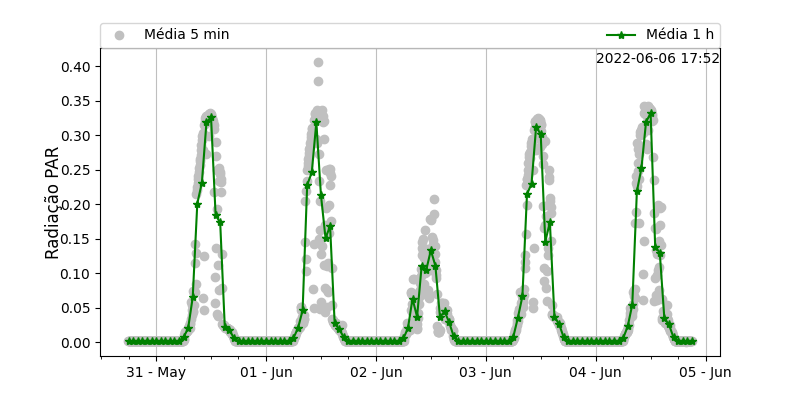 Média 5 min
Média 1 h
2022-06-06 17:52
Radiação PAR
0.40
0.35
0.30
0.25
0.20
0.15
0.10
0.05
0.00
31 - May
01 - Jun
02 - Jun
03 - Jun
04 - Jun
05 - Jun